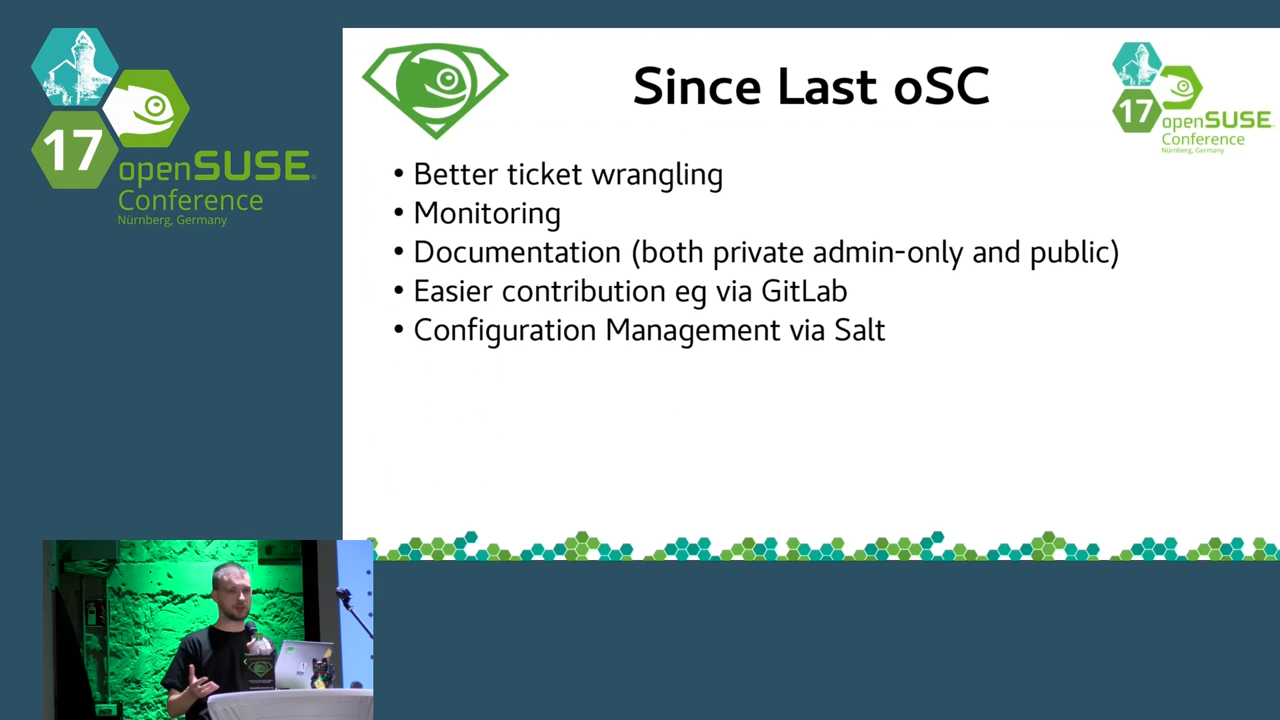 17
openSUSE
Conference
Nürnberg, Germany
Since Last oSC
17
openSUSE
Conference
Nürnberg, Germany
• Better ticket wrangling
• Monitoring
• Documentation (both private admin-only and public)
• Easier contribution eg via GitLab
• Configuration Management via Salt